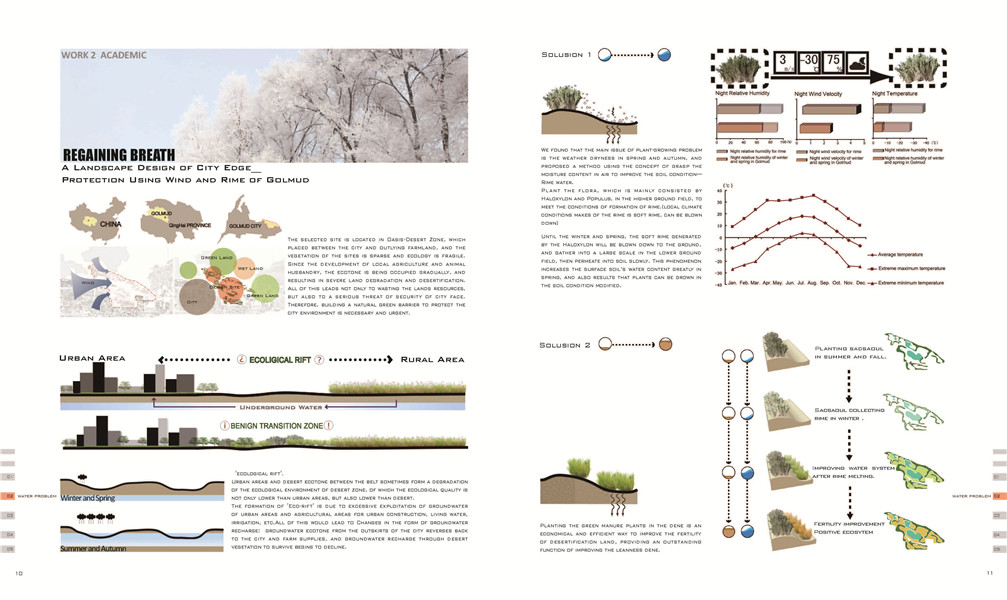 WORK 2 ACADEMIC
REGAINING BREATH
A Landscape Design of City Edge__
Protection Using Wind and Rime of Golmud
CHINA
GOLMUD
QingHai PROVINCE
GOLMUD CITY
Wind
Green Land
Wet Land
City
Green Land
The selected site is located in Oasis-Desert Zone, which
placed between the city and outlying farmland, and the
vegetation of the sites is sparse and ecology is fragile.
Since the development of local agriculture and animal
husbandry, the ecotone is being occupied gradually, and
resulting in severe land degradation and desertification.
All of this leads not only to wasting the lands resources,
but also to a serious threat of security of city face.
Therefore, building a natural green barrier to protect the
city environment is necessary and urgent.
Urban Area
¿ ECOLIGICAL RIFT ?
Rural Area
Underground Water
¡ BENIGN TRANSITION ZONE !
Winter and Spring
Summer and Autumn
'ecological rift'.
Urban areas and desert ecotone between the belt sometimes form a degradation
of the ecological environment of desert zone, of which the ecological quality is
not only lower than urban areas, but also lower than desert.
The formation of 'Eco-rift' is due to excessive exploitation of groundwater
of urban areas and agricultural areas for urban construction, living water,
irrigation, etc.All of this would lead to Changes in the form of groundwater
recharge: groundwater ecotone from the outskirts of the city reverses back
to the city and farm supplies, and groundwater recharge through desert
vegetation to survive begins to decline.
01
02 WATER PROBLEM
03
04
05
10
Solusion 1
We found that the main issue of plant-growing problem
is the weather dryness in spring and autumn, and
proposed a method using the concept of grasp the
moisture content in air to improve the soil condition—
Rime water.
Plant the flora, which is mainly consisted by
Haloxylon and Populus, in the higher ground field, to
meet the conditions of formation of rime.(Local climate
conditions makes of the rime is soft rime, can be blown
down)
Until the winter and spring, the soft rime generated
by the Haloxylon will be blown down to the ground,
and gather into a large scale in the lower ground
field, then permeate into soil slowly. This phenomenon
increases the surface soil's water content greatly in
spring, and also results that plants can be grown in
the soil condition modified.
3
m/s
-30
℃
75
%
Night Relative Humidity
Night Wind Velocity
Night Temperature
Night relative humidity for rime
Night relative humidity of winter
and spring in Golmud
Night wind velocity for rime
Night wind velocity of winter
and spring in Golmud
Night relative humidity for rime
Night relative humidity of winter
and spring in Golmud
(℃)
40
30
20
10
0
-10
-20
-30
-40
Jan. Feb. Mar. Apr. May. Jun. Jul. Aug. Sep. Oct. Nov. Dec.
Average temperature
Extreme maximum temperature
Extreme minimum temperature
Solusion 2
Planting the green manure plants in the dene is an
economical and efficient way to improve the fertility
of desertification land, providing an outstanding
function of improving the leanness dene.
Planting sacsaoul
in summer and fall.
Sacsaoul collecting
rime in winter .
Improving water system
after rime melting.
Fertility improvement
Positive ecosytem
01
WATER PROBLEM 02
03
04
05
11